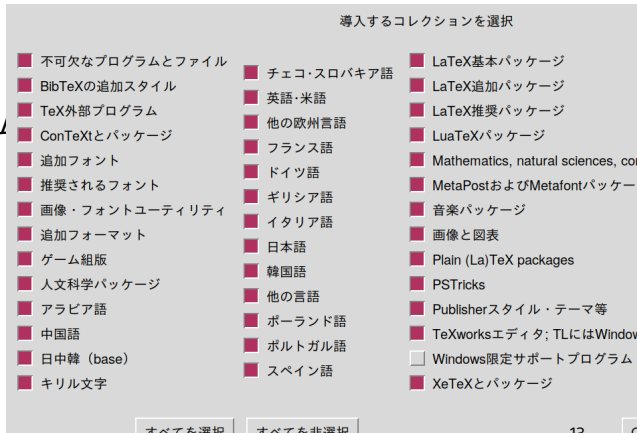 導入するコレクションを選択
不可欠なプログラムとファイル
BibTeXの追加スタイル
TeX外部プログラム
ConTeXtとパッケージ
追加フォント
推奨されるフォント
画像・フォントユーティリティ
追加フォーマット
ゲーム組版
人文科学パッケージ
アラビア語
中国語
日中韓（base）
キリル文字
チェコ·スロバキア語
英語·米語
他の欧州言語
フランス語
ドイツ語
ギリシア語
イタリア語
日本語
韓国語
他の言語
ポーランド語
ポルトガル語
スペイン語
LaTeX基本パッケージ
LaTeX追加パッケージ
LaTeX推奨パッケージ
LuaTeXパッケージ
Mathematics, natural sciences,
MetaPostおよびMetafontパッケー
音楽パッケージ
画像と図表
Plain (La)TeX packages
PSTricks
Publisherスタイル・テーマ等
TeXworksエディタ; TLにはWindow
Windows限定サポートプログラム
XeTeXとパッケージ
すべてを選択 すべてを非選択